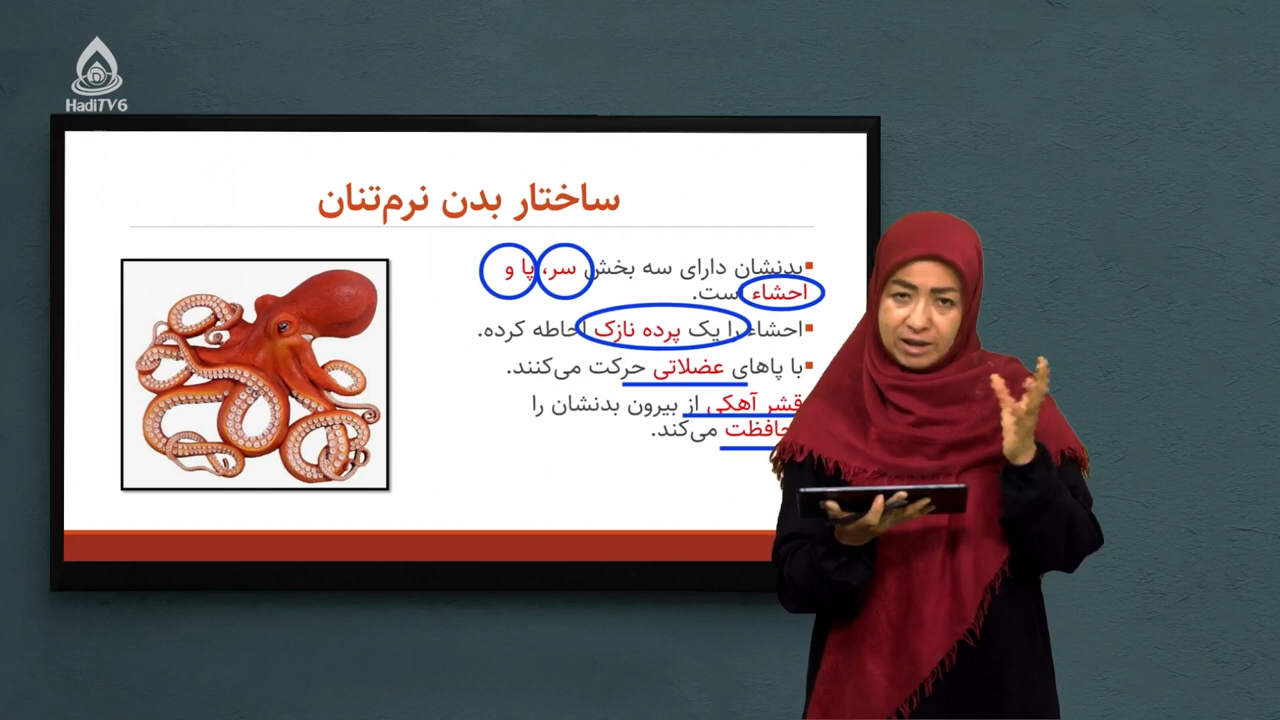 HadiTV6
ساختار بدن نرم‌تنان
بدنشان دارای سه بخش سر، پا و
احشاء است.
احشاء را یک پرده نازک احاطه کرده.
با پاهای عضلاتی حرکت می‌کنند.
قشر آهکی از بیرون بدنشان را
می‌کند.